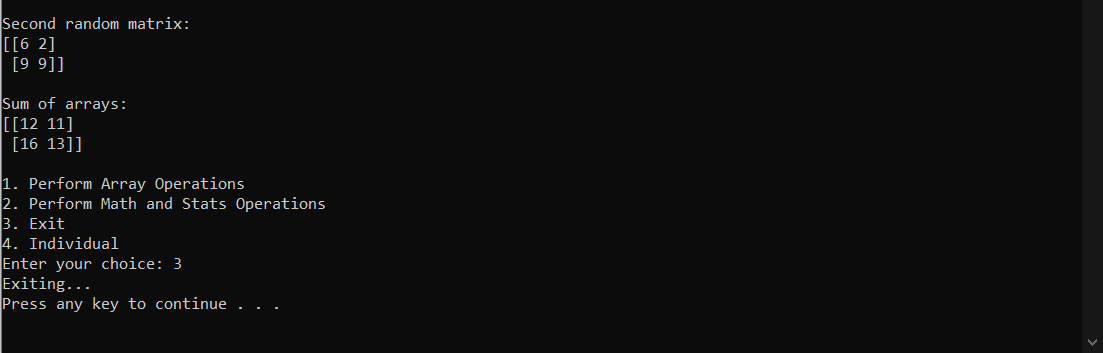 Second random matrix:
[[6 2]
 [9 9]]

Sum of arrays:
[[12 11]
 [16 13]]

1. Perform Array Operations
2. Perform Math and Stats Operations
3. Exit
4. Individual
Enter your choice: 3
Exiting...
Press any key to continue . . .